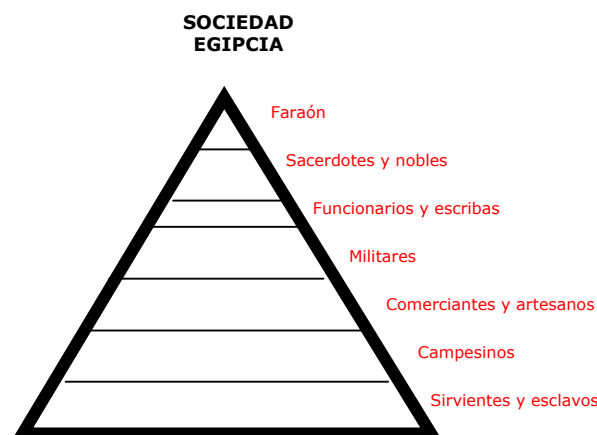 SOCIEDAD
EGIPCIA
Faraón
Sacerdotes y nobles
Funcionarios y escribas
Militares
Comerciantes y artesanos
Campesinos
Sirvientes y esclavos